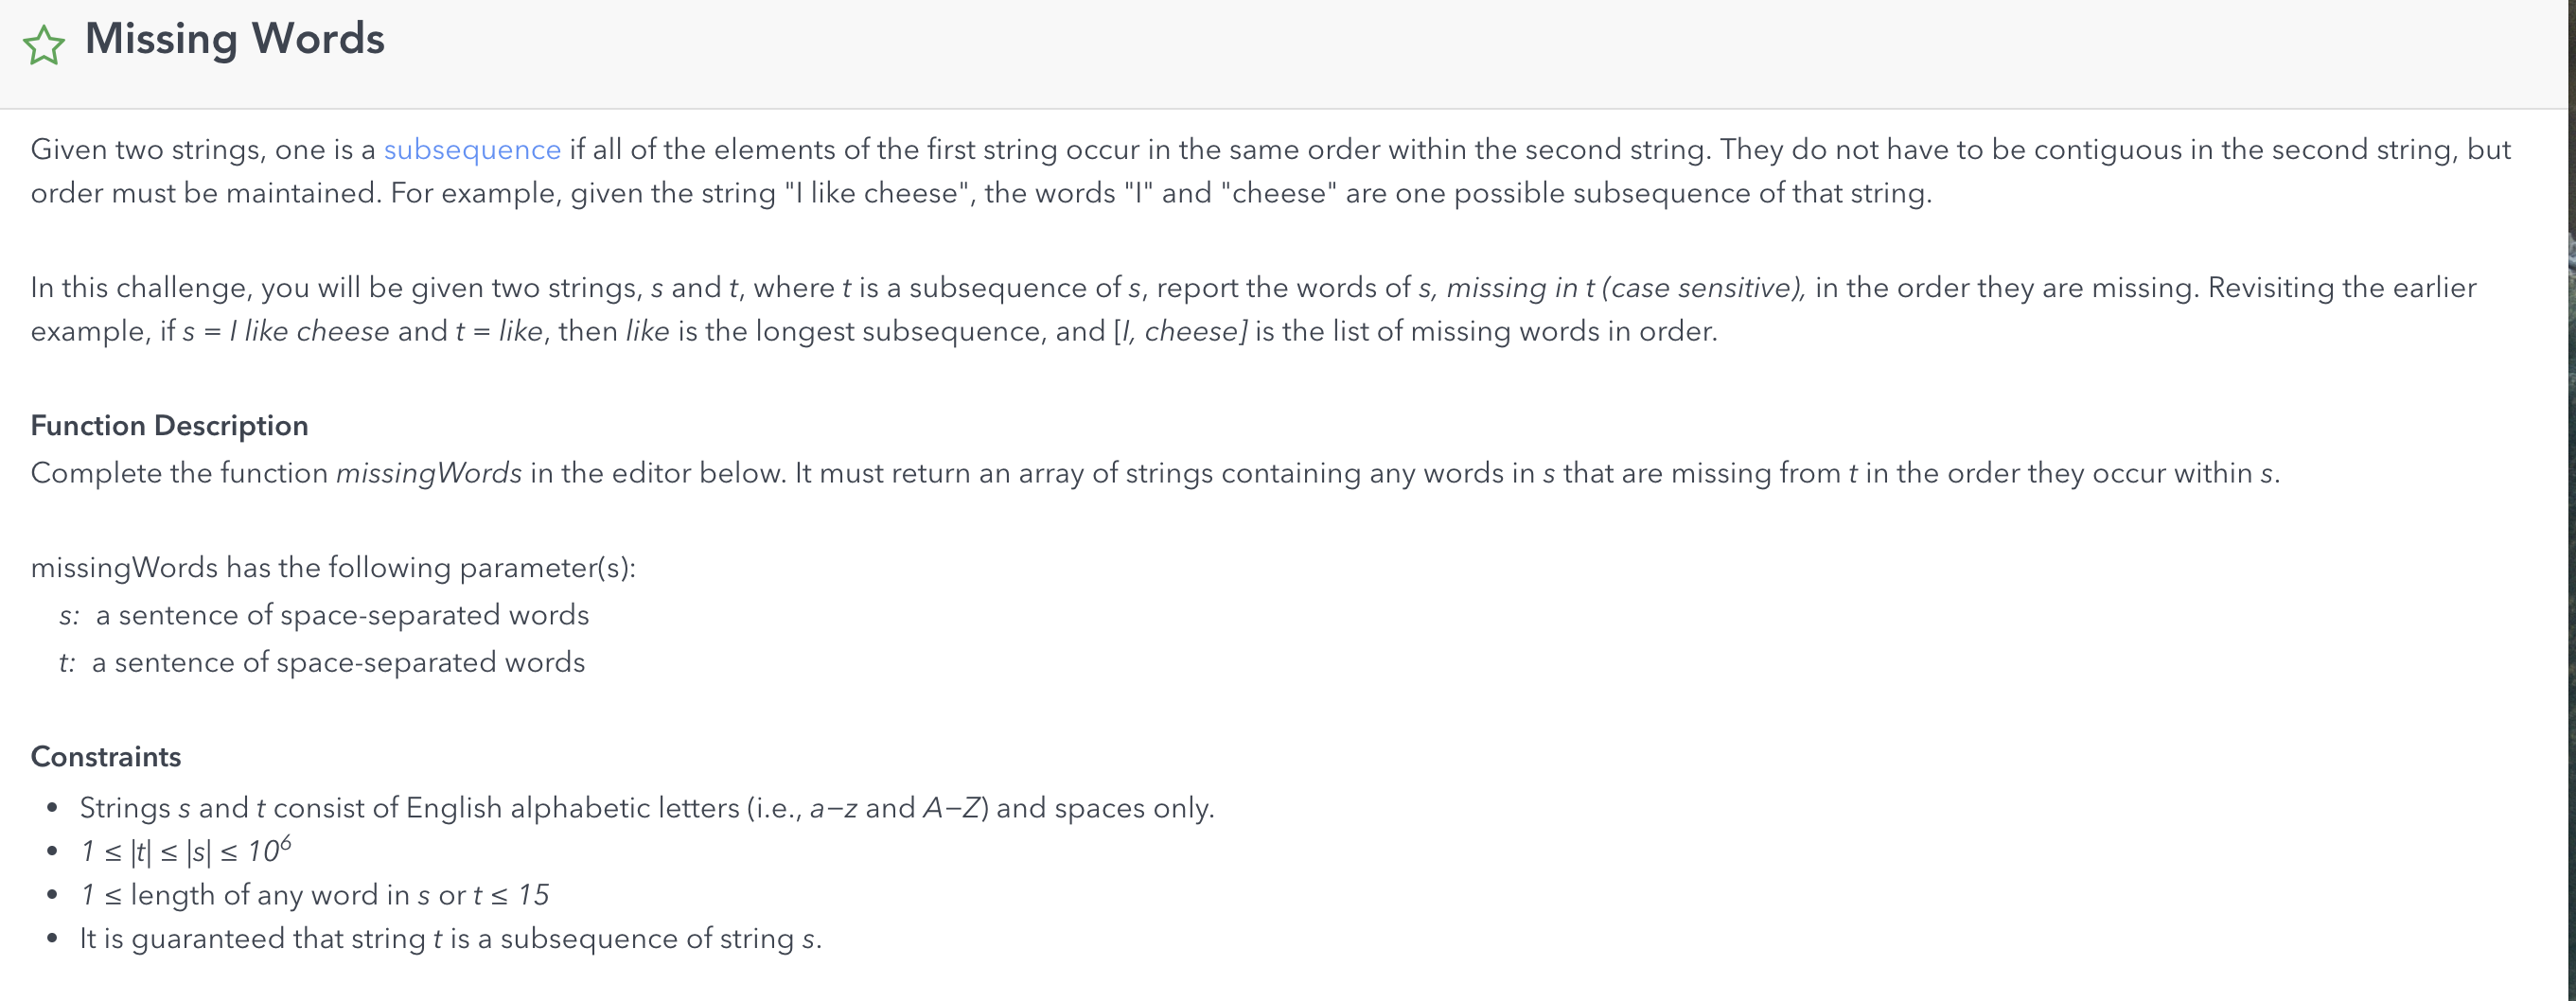 Missing Words
Given two strings, one is a subsequence if all of the elements of the first string occur in the same order within the second string. They do not have to be contiguous in the second string, but
order must be maintained. For example, given the string "I like cheese", the words "I" and "cheese" are one possible subsequence of that string.
In this challenge, you will be given two strings, s and t, where t is a subsequence of s, report the words of s, missing in t (case sensitive), in the order they are missing. Revisiting the earlier
example, if s = I like cheese and t = like, then like is the longest subsequence, and [I, cheese] is the list of missing words in order.
Function Description
Complete the function missingWords in the editor below. It must return an array of strings containing any words in s that are missing from t in the order they occur within s.
missingWords has the following parameter(s):
s: a sentence of space-separated words
t: a sentence of space-separated words
Constraints
• Strings s and t consist of English alphabetic letters (i.e., a−z and A−Z) and spaces only.
• 1 ≤ |t| ≤ |s| ≤ 10⁶
• 1 ≤ length of any word in s or t ≤ 15
• It is guaranteed that string t is a subsequence of string s.